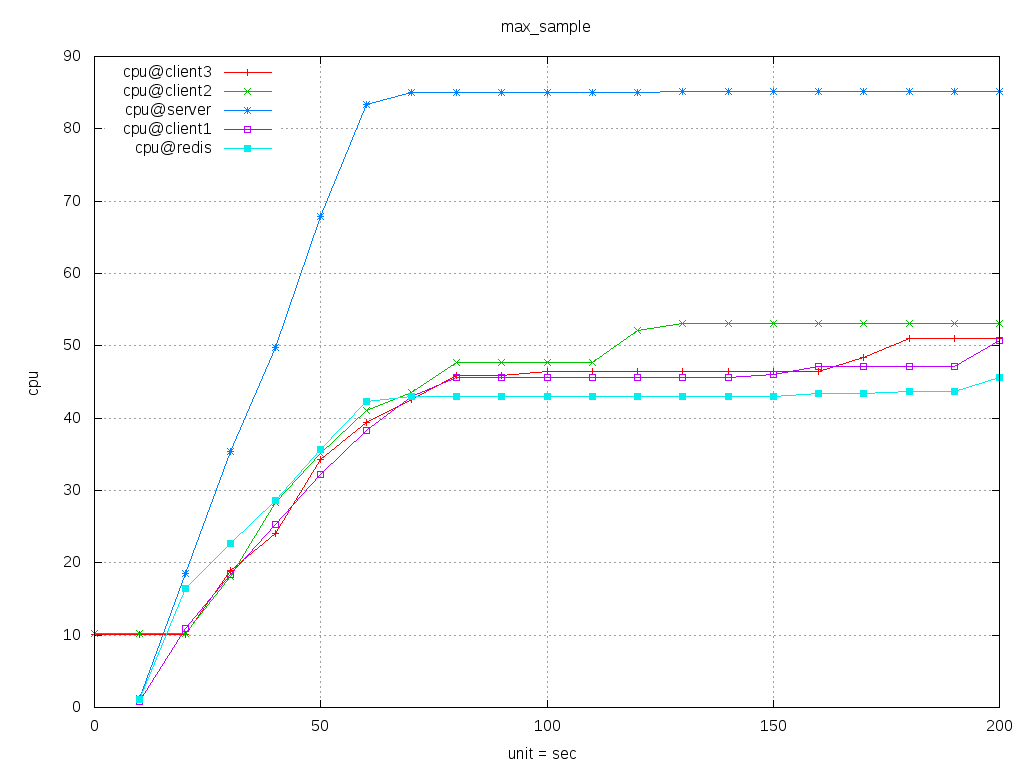 max_sample
90
80
70
60
50
40
30
20
10
0
cpu
cpu@client3
cpu@client2
cpu@server
cpu@client1
cpu@redis
0 50 100 150 200
unit = sec